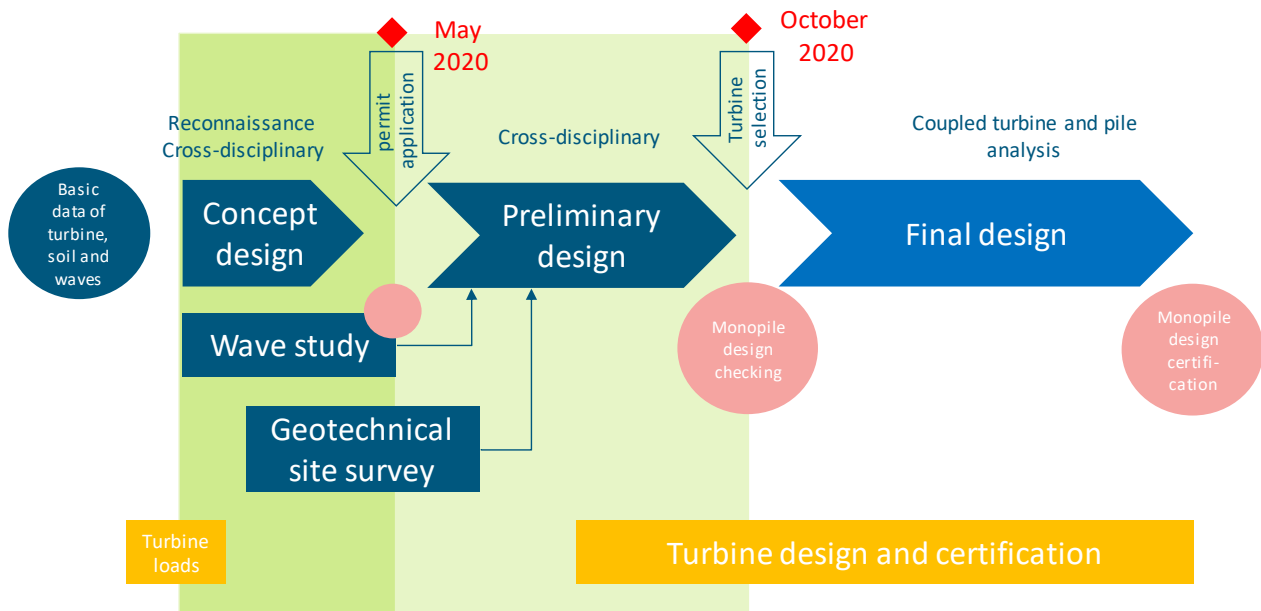 May
2020
October
2020
permit
application
Turbine
selection
Reconnaissance
Cross-disciplinary
Cross-disciplinary
Coupled turbine and pile
analysis
Basic
data of
turbine,
soil and
waves
Concept
design
Preliminary
design
Final design
Wave study
Monopile
design
checking
Monopile
design
certifi-
cation
Geotechnical
site survey
Turbine
loads
Turbine design and certification